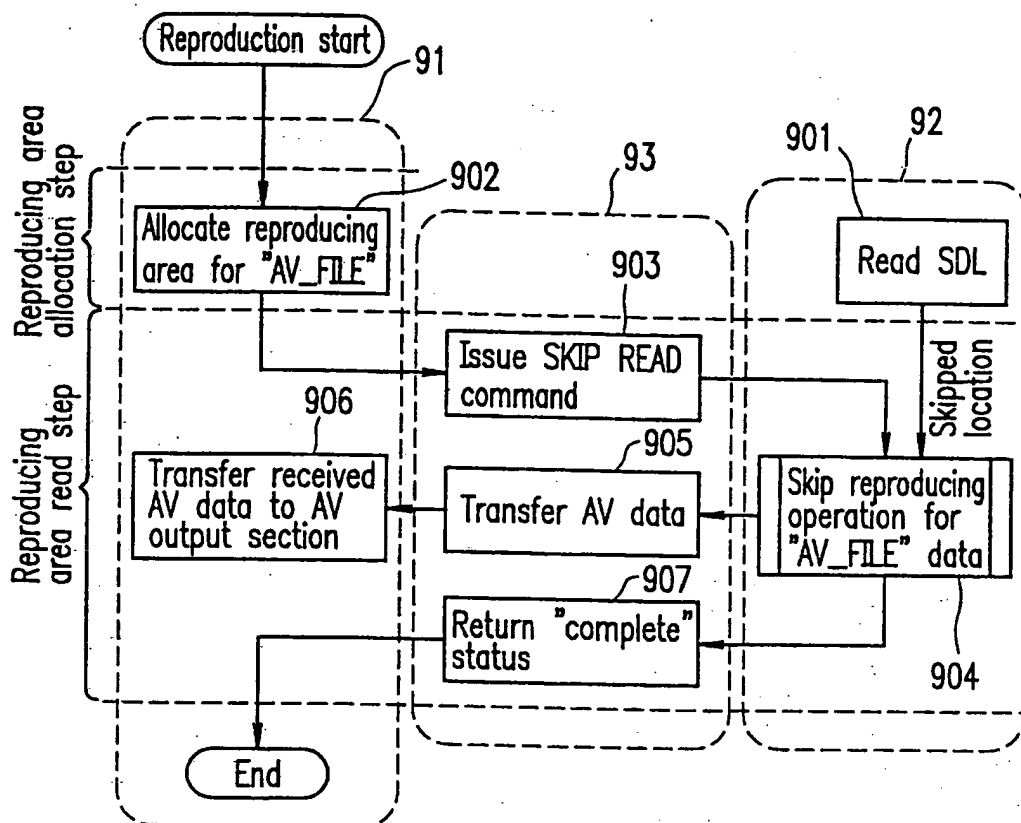 Reproduction start
91
Reproducing area
allocation step
902
Allocate reproducing
area for "AV_FILE"
93
92
901
Read SDL
903
Issue SKIP READ
command
Skipped
location
Reproducing
area read step
906
Transfer received
AV data to AV
output section
905
Transfer AV data
Skip reproducing
operation for
"AV_FILE" data
904
907
Return "complete"
status
End